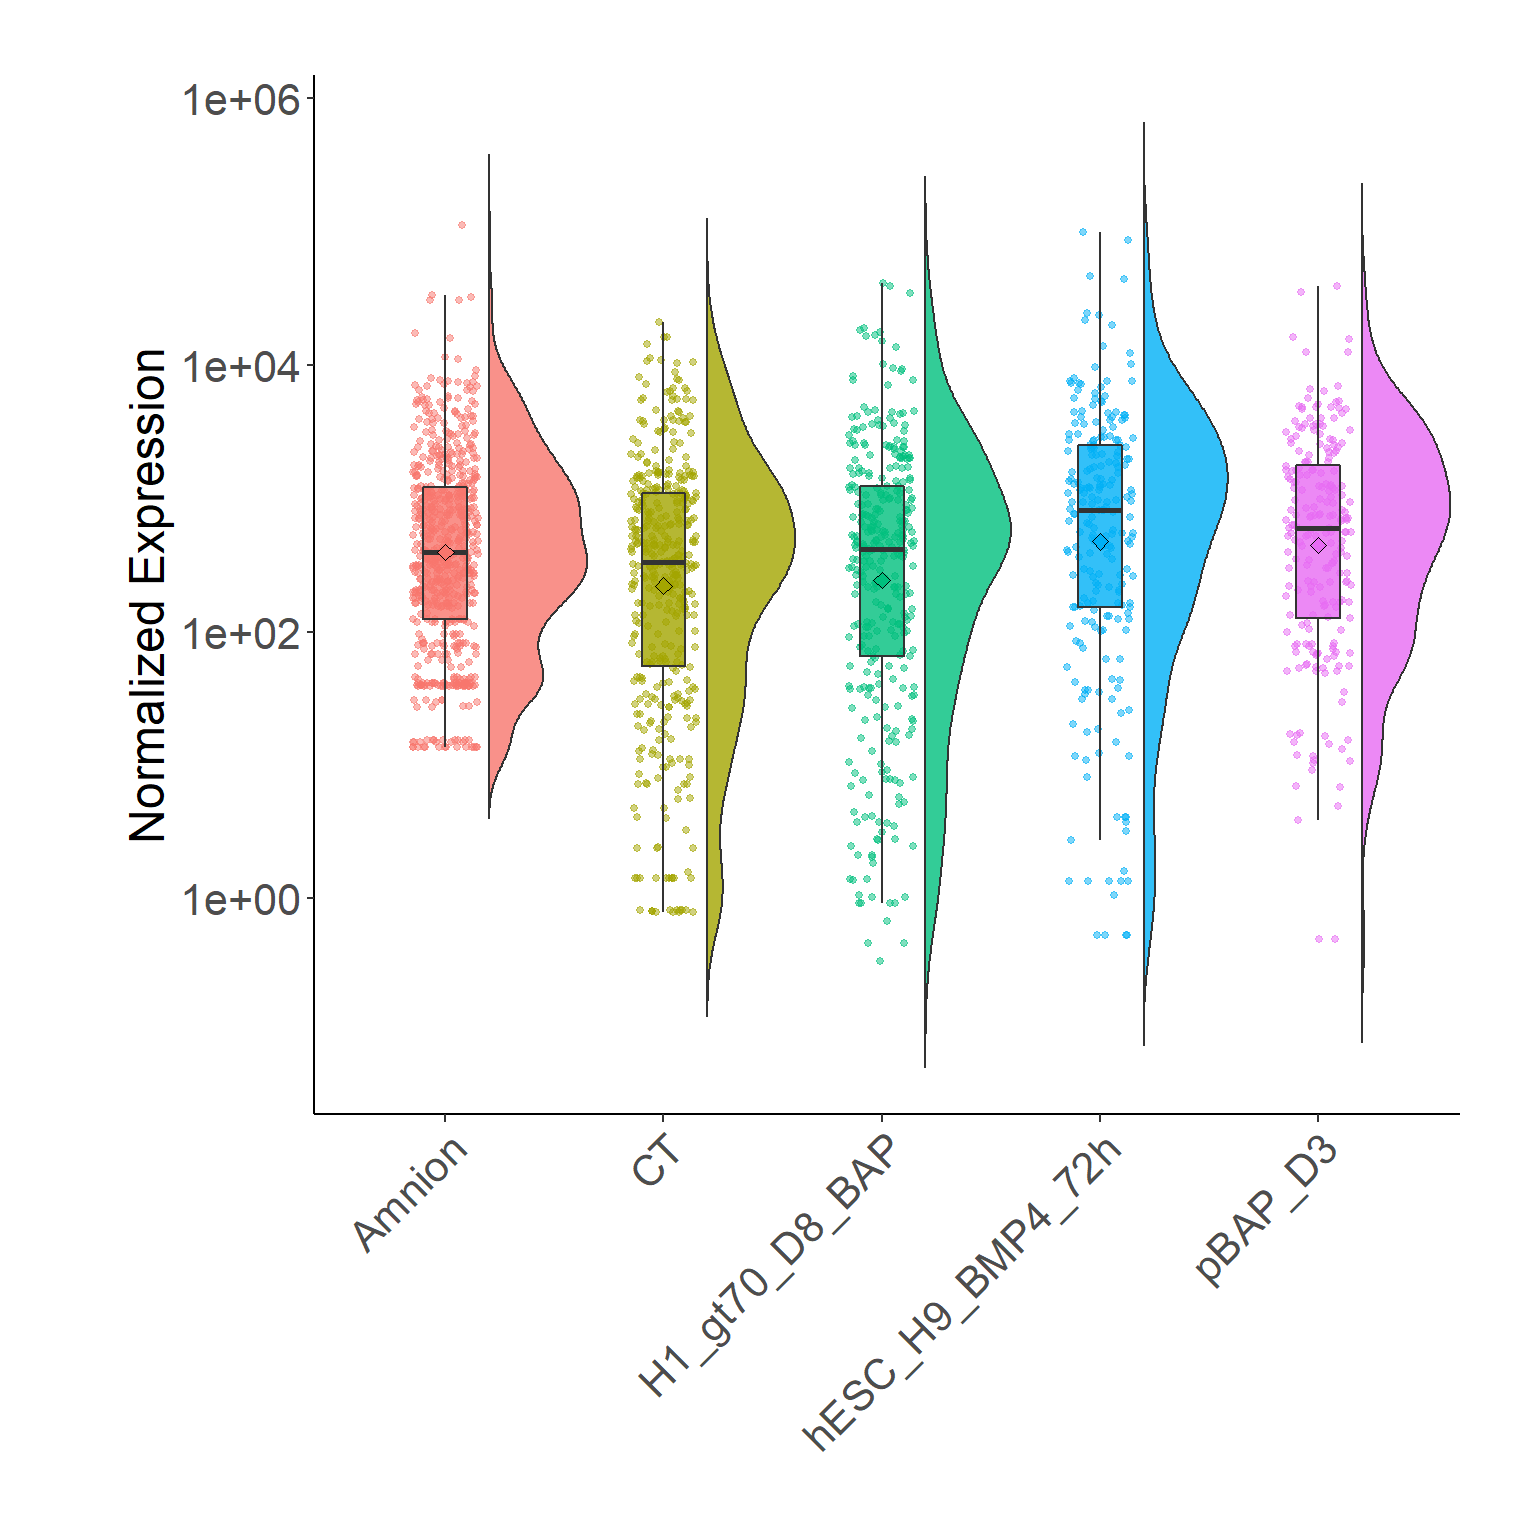 Normalized Expression
1e+06
1e+04
1e+02
1e+00
Amnion
CT
H1_gt70_D8_BAP
hESC_H9_BMP4_72h
pBAP_D3